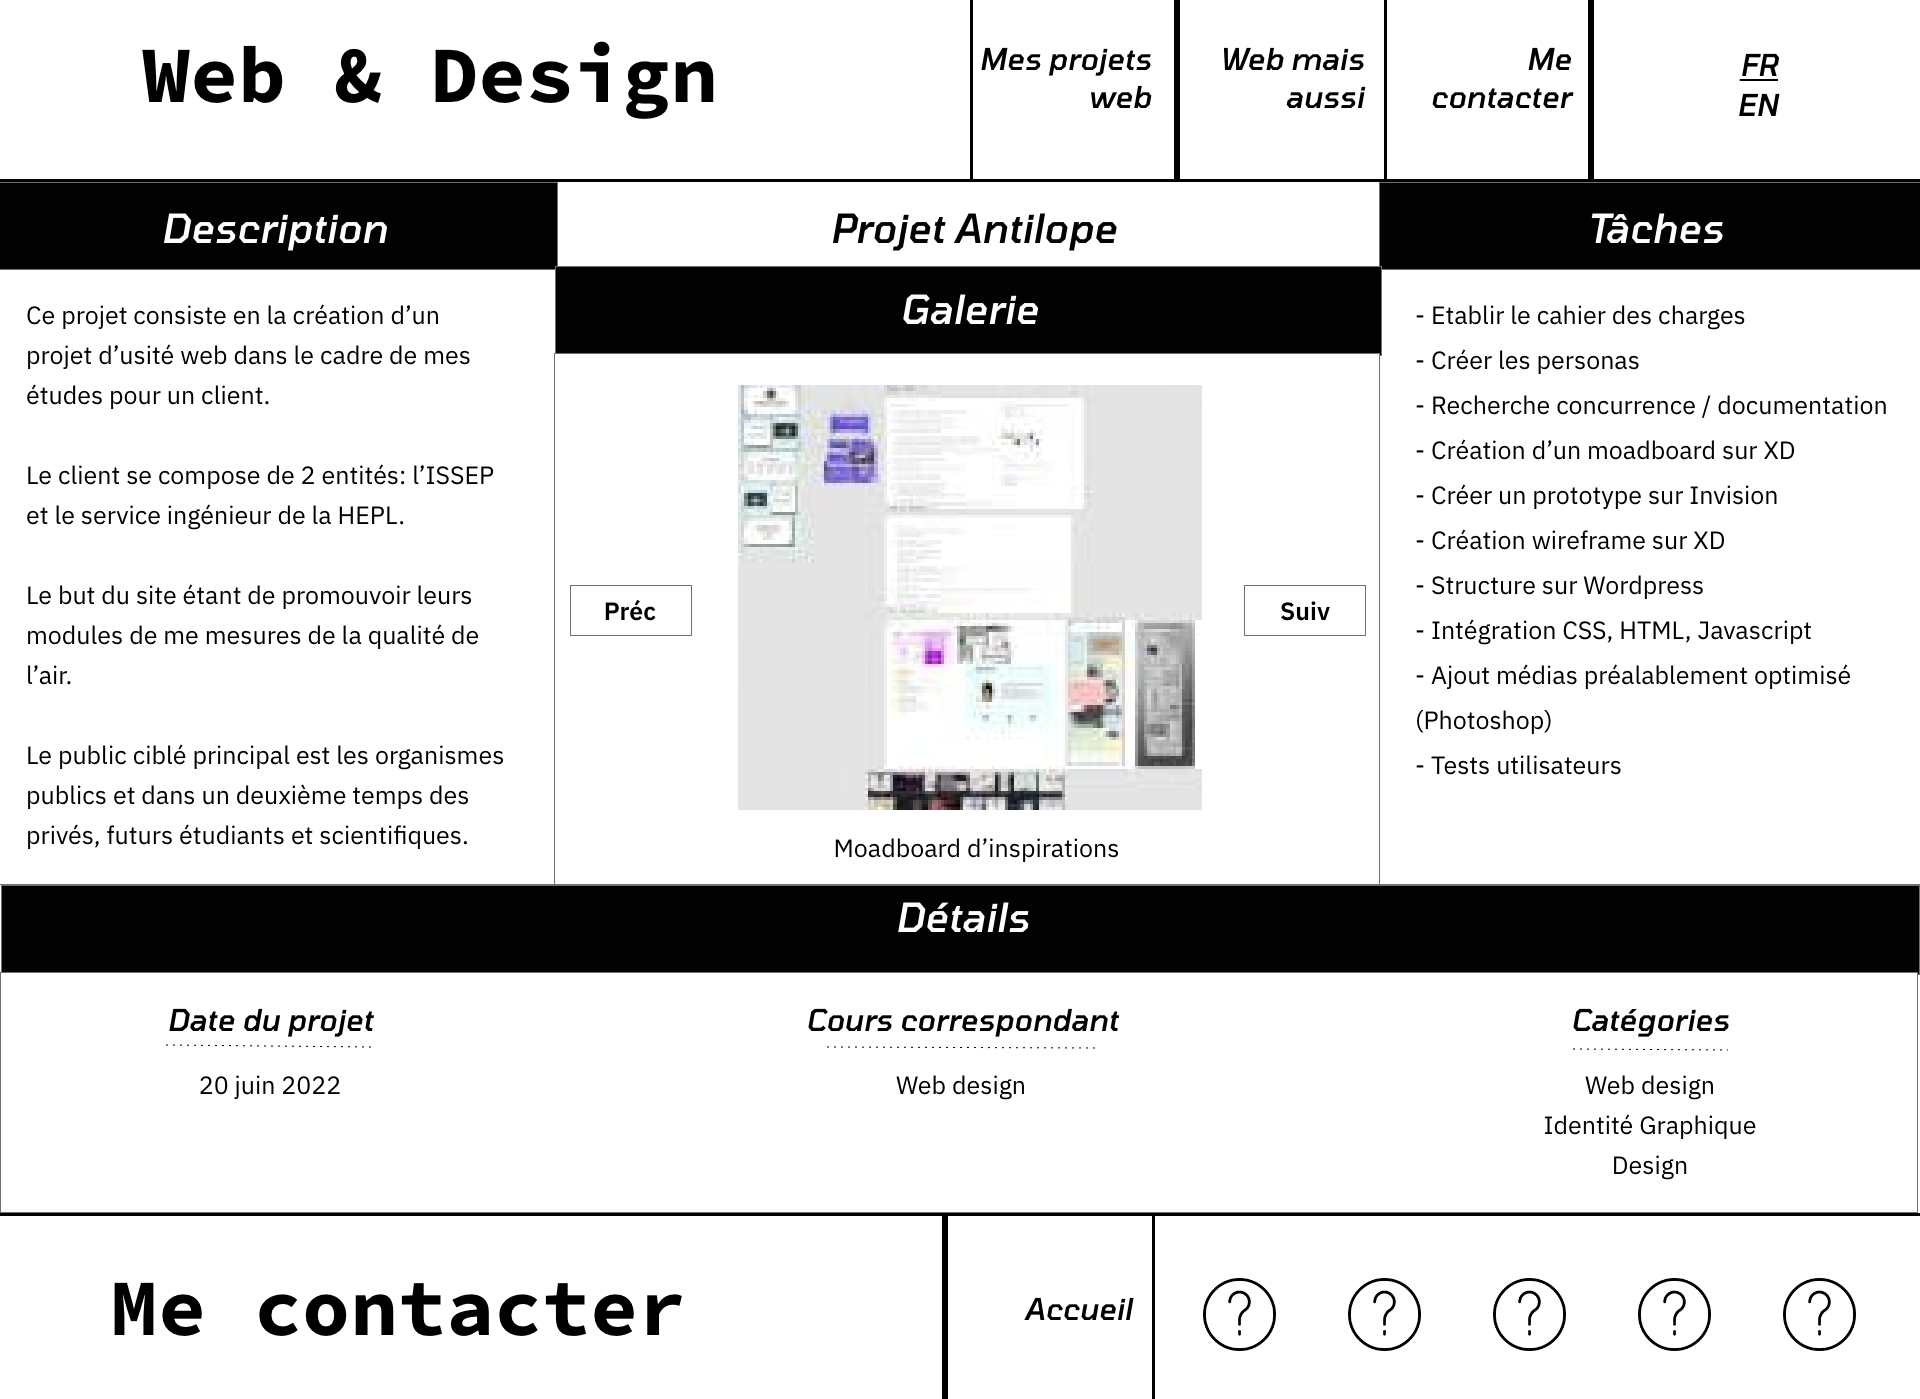 Web & Design
Mes projets
web
Web mais
aussi
Me
contacter
FR
EN
Description
Ce projet consiste en la création d’un
projet d’usité web dans le cadre de mes
études pour un client.
Le client se compose de 2 entités: l’ISSEP
et le service ingénieur de la HEPL.
Le but du site étant de promouvoir leurs
modules de me mesures de la qualité de
l’air.
Le public ciblé principal est les organismes
publics et dans un deuxième temps des
privés, futurs étudiants et scientifiques.
Projet Antilope
Galerie
Préc
Suiv
Moadboard d’inspirations
Tâches
- Etablir le cahier des charges
- Créer les personas
- Recherche concurrence / documentation
- Création d’un moadboard sur XD
- Créer un prototype sur Invision
- Création wireframe sur XD
- Structure sur Wordpress
- Intégration CSS, HTML, Javascript
- Ajout médias préalablement optimisé
(Photoshop)
- Tests utilisateurs
Détails
Date du projet
20 juin 2022
Cours correspondant
Web design
Catégories
Web design
Identité Graphique
Design
Me contacter
Accueil
? ? ? ? ?